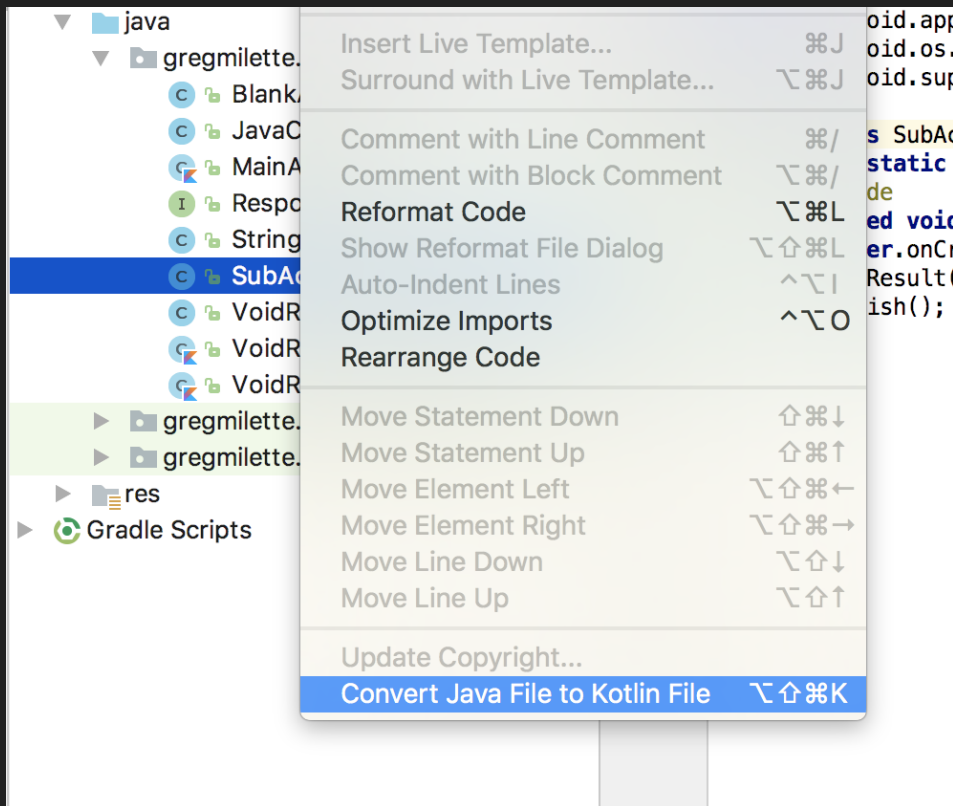 java
gregmilette.
BlankA
JavaC
MainA
Respo
String
SubAc
VoidR
VoidR
VoidR
gregmilette.
gregmilette.
res
Gradle Scripts
Insert Live Template... ⌘J
Surround with Live Template... ⌥⌘J
Comment with Line Comment ⌘/
Comment with Block Comment ⌥⌘/
Reformat Code ⌥⌘L
Show Reformat File Dialog ⌥⇧⌘L
Auto-Indent Lines ^⌥I
Optimize Imports ^⌥O
Rearrange Code
Move Statement Down ⇧⌘↓
Move Statement Up ⇧⌘↑
Move Element Left ⌥⇧⌘←
Move Element Right ⌥⇧⌘→
Move Line Down ⌥⇧↓
Move Line Up ⌥⇧↑
Update Copyright...
Convert Java File to Kotlin File ⌥⇧⌘K
oid.app
oid.os.
oid.sup
s SubAc
static
de
ed void
er.onCr
Result(
ish();